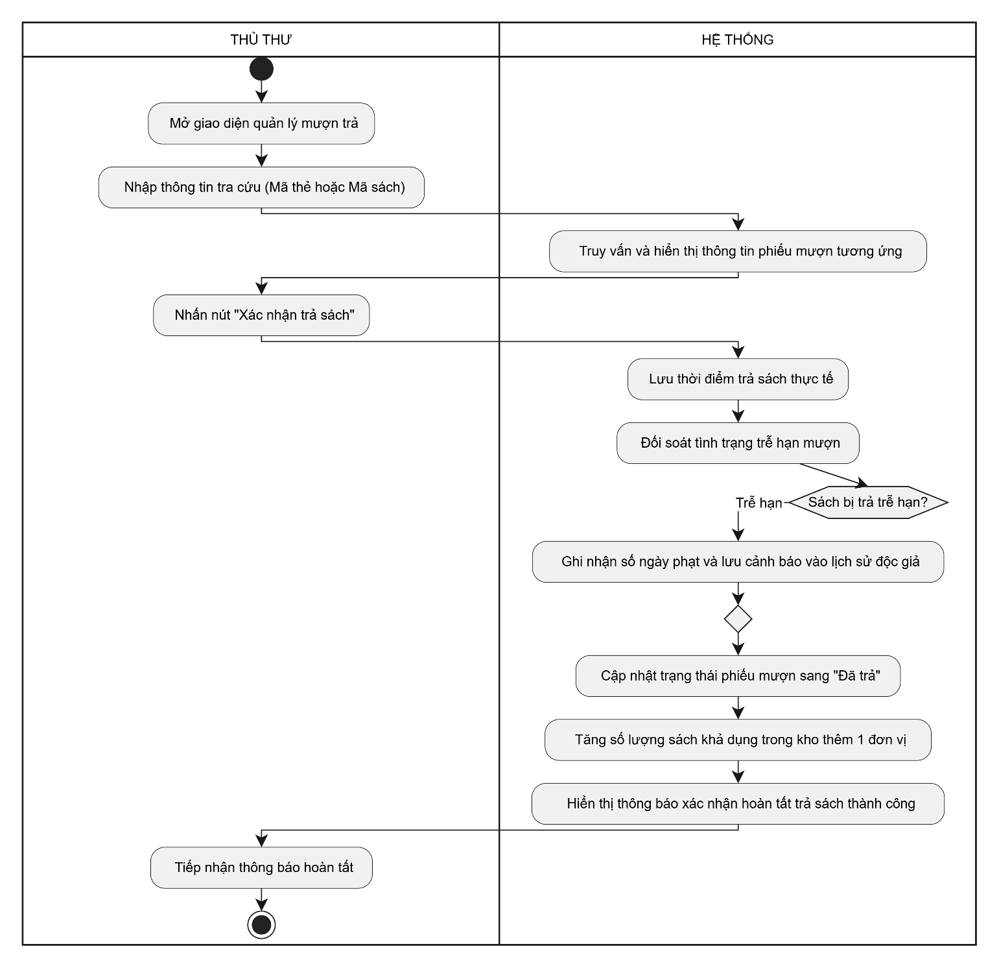 THỦ THƯ
HỆ THỐNG
Mở giao diện quản lý mượn trả
Nhập thông tin tra cứu (Mã thẻ hoặc Mã sách)
Truy vấn và hiển thị thông tin phiếu mượn tương ứng
Nhấn nút "Xác nhận trả sách"
Lưu thời điểm trả sách thực tế
Đối soát tình trạng trễ hạn mượn
Sách bị trả trễ hạn?
Trễ hạn
Ghi nhận số ngày phạt và lưu cảnh báo vào lịch sử độc giả
Cập nhật trạng thái phiếu mượn sang "Đã trả"
Tăng số lượng sách khả dụng trong kho thêm 1 đơn vị
Hiển thị thông báo xác nhận hoàn tất trả sách thành công
Tiếp nhận thông báo hoàn tất